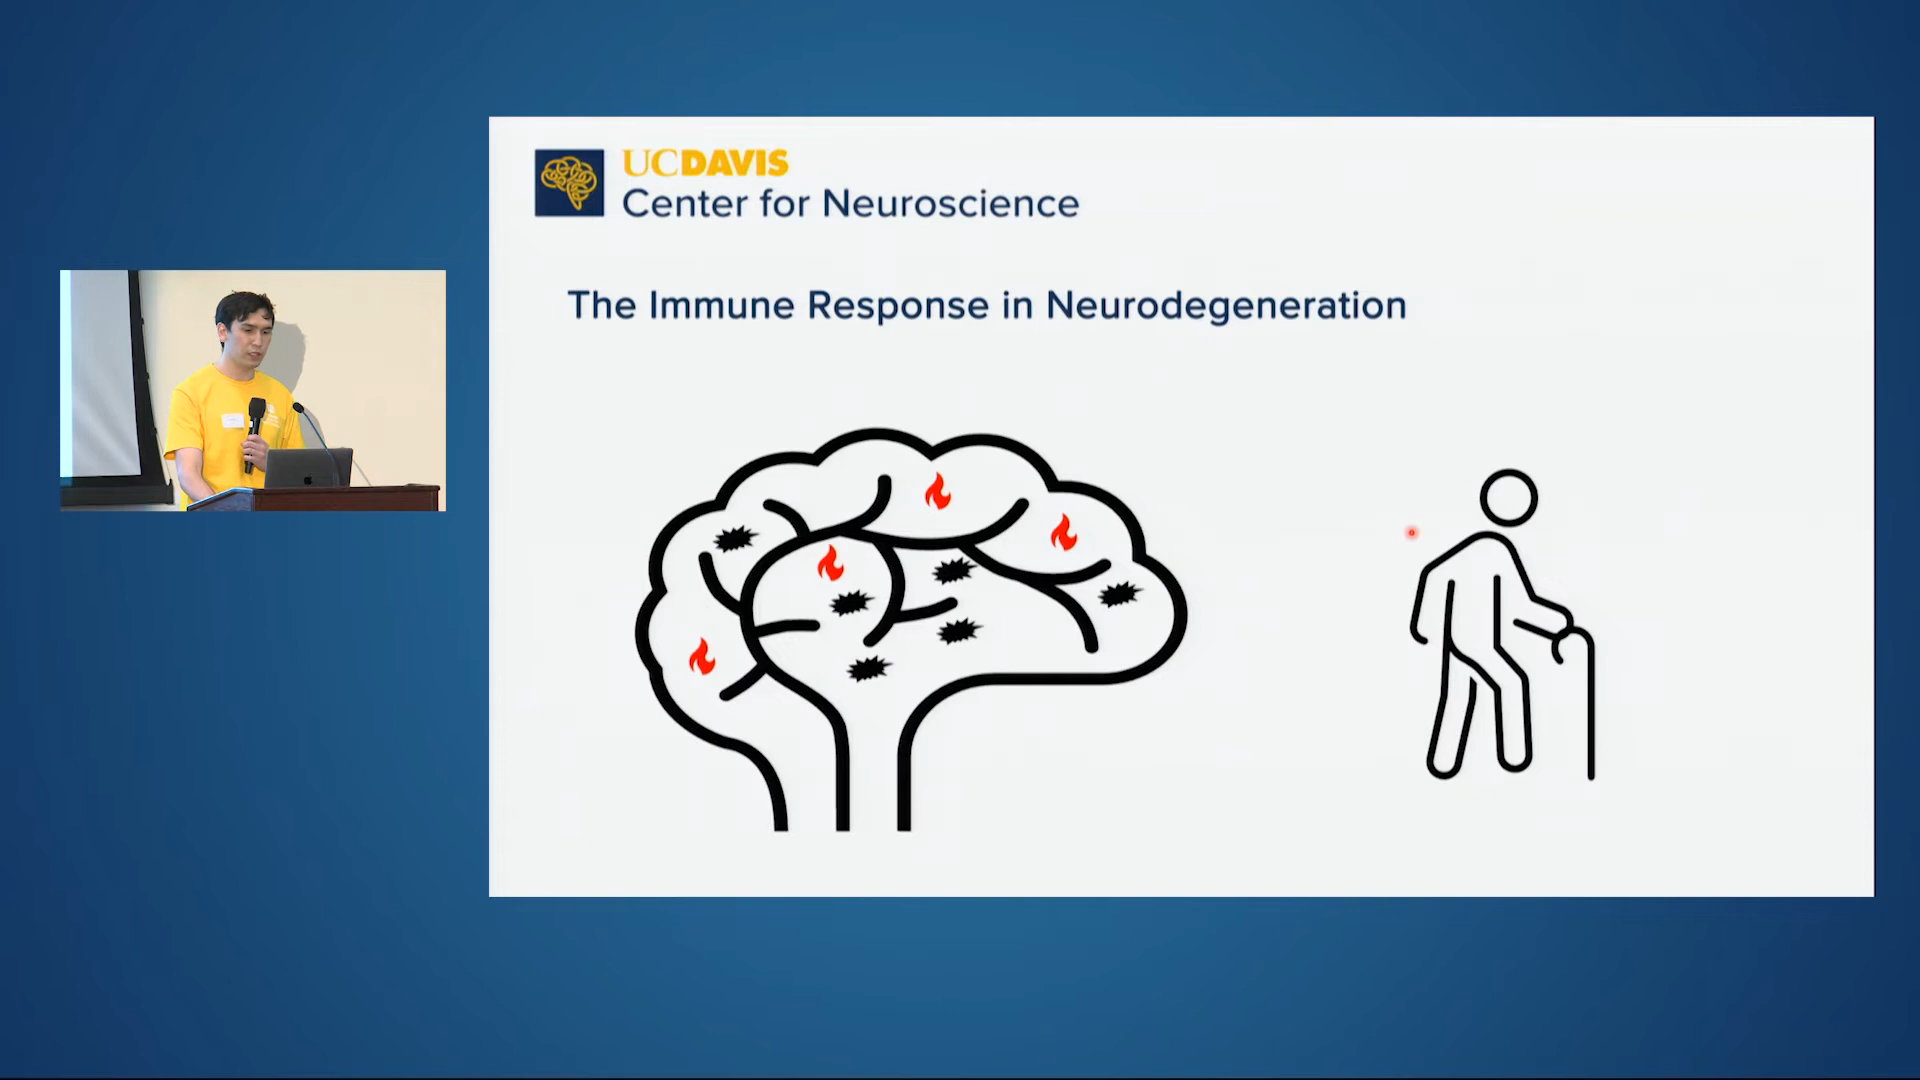 UCDAVIS
Center for Neuroscience
The Immune Response in Neurodegeneration